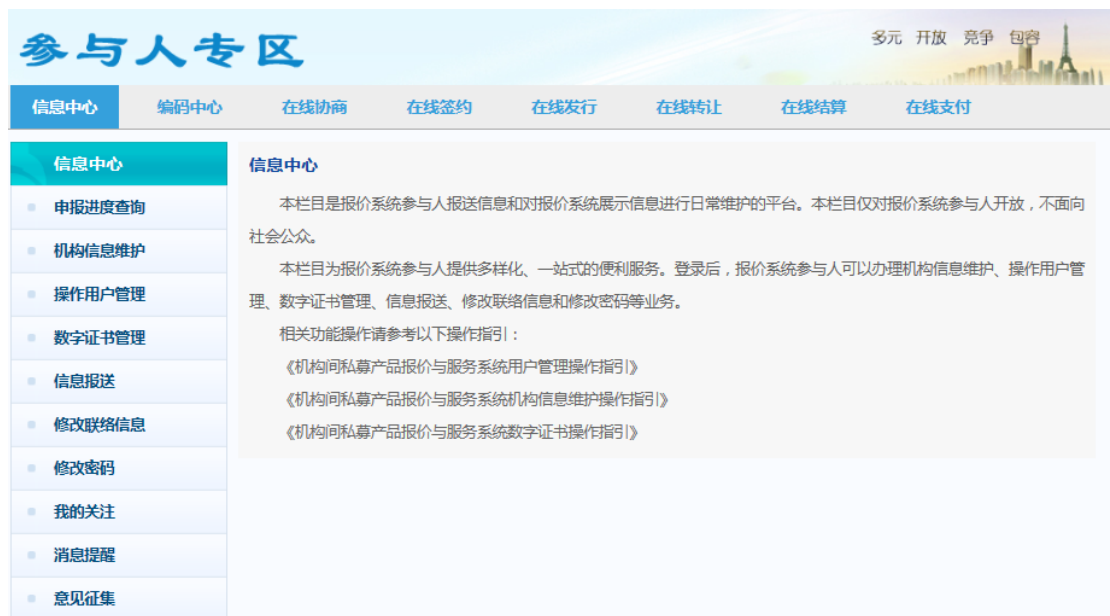 参与人专区
多元 开放 竞争 包容
信息中心 编码中心 在线协商 在线签约 在线发行 在线转让 在线结算 在线支付
信息中心
申报进度查询
机构信息维护
操作用户管理
数字证书管理
信息报送
修改联络信息
修改密码
我的关注
消息提醒
意见征集
信息中心
本栏目是报价系统参与人报送信息和对报价系统展示信息进行日常维护的平台。本栏目仅对报价系统参与人开放，不面向
社会公众。
本栏目为报价系统参与人提供多样化、一站式的便利服务。登录后，报价系统参与人可以办理机构信息维护、操作用户管
理、数字证书管理、信息报送、修改联络信息和修改密码等业务。
相关功能操作请参考以下操作指引：
《机构间私募产品报价与服务系统用户管理操作指引》
《机构间私募产品报价与服务系统机构信息维护操作指引》
《机构间私募产品报价与服务系统数字证书操作指引》